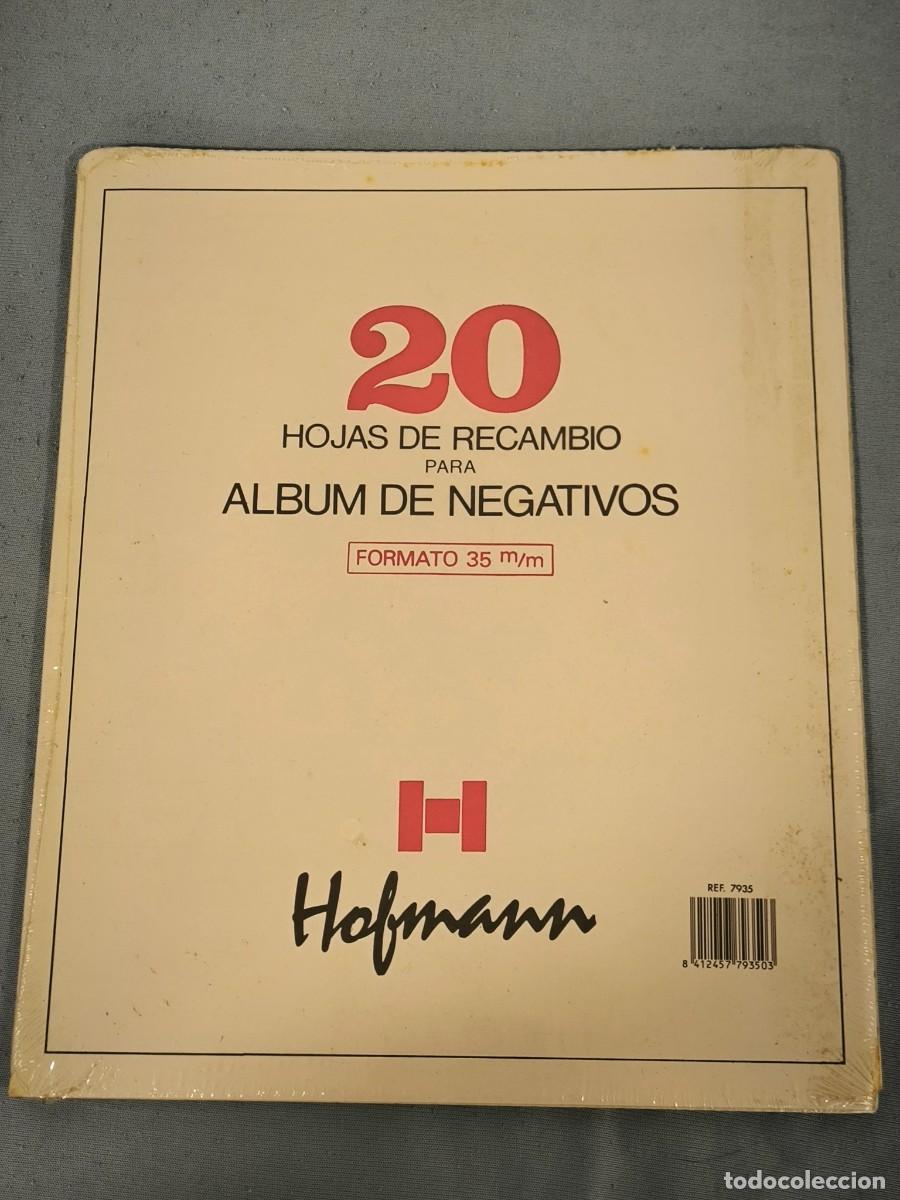 20
HOJAS DE RECAMBIO
PARA
ALBUM DE NEGATIVOS
FORMATO 35 m/m
H
Hofmann
REF. 7935
8 412457 793503
todocoleccion